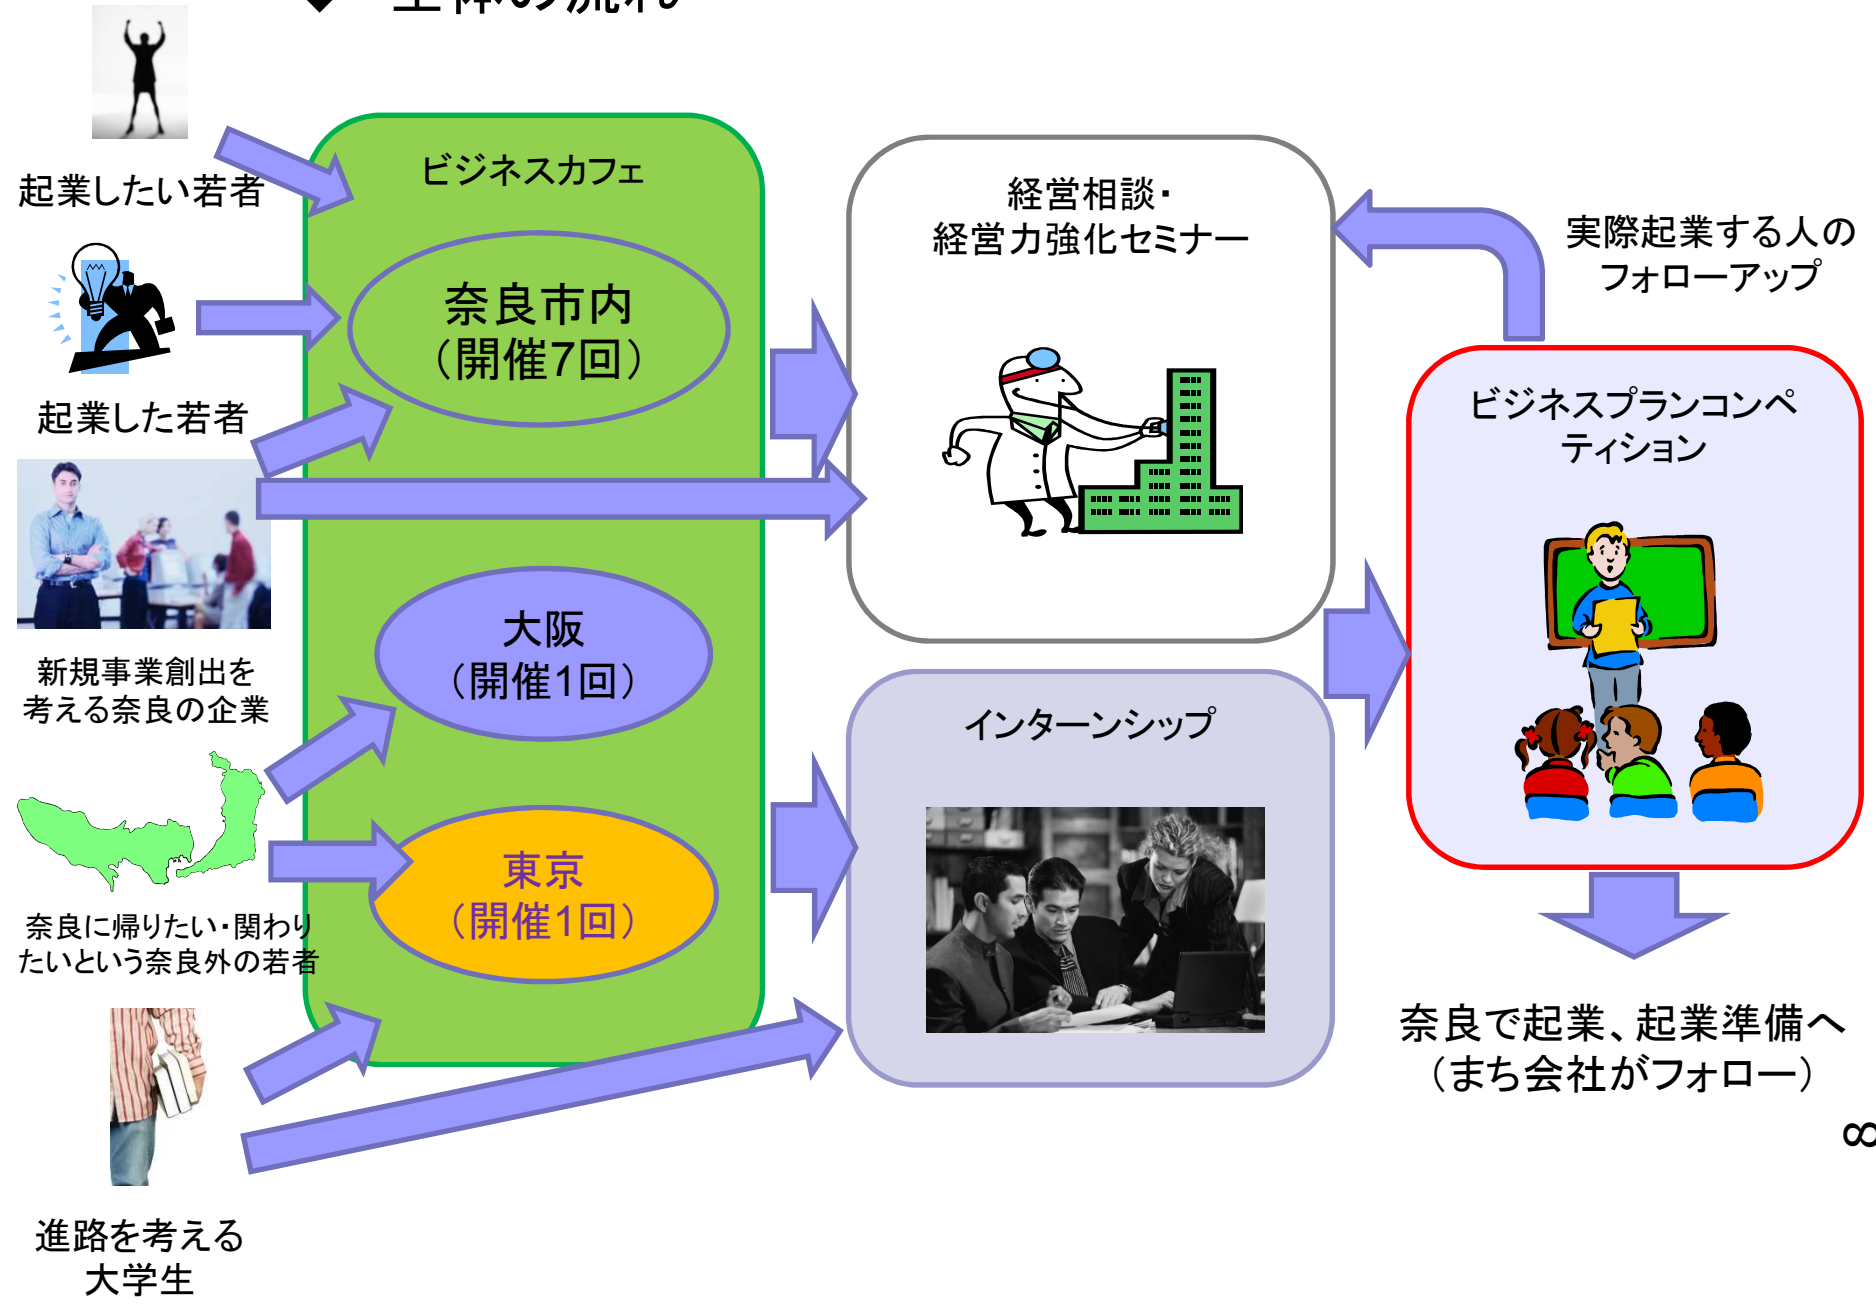 全体の流れ
起業したい若者
起業した若者
新規事業創出を
考える奈良の企業
奈良に帰りたい・関わり
たいという奈良外の若者
進路を考える
大学生
ビジネスカフェ
奈良市内
（開催7回）
大阪
（開催1回）
東京
（開催1回）
経営相談・
経営力強化セミナー
インターンシップ
実際起業する人の
フォローアップ
ビジネスプランコンペ
ティション
奈良で起業、起業準備へ
（まち会社がフォロー）
8